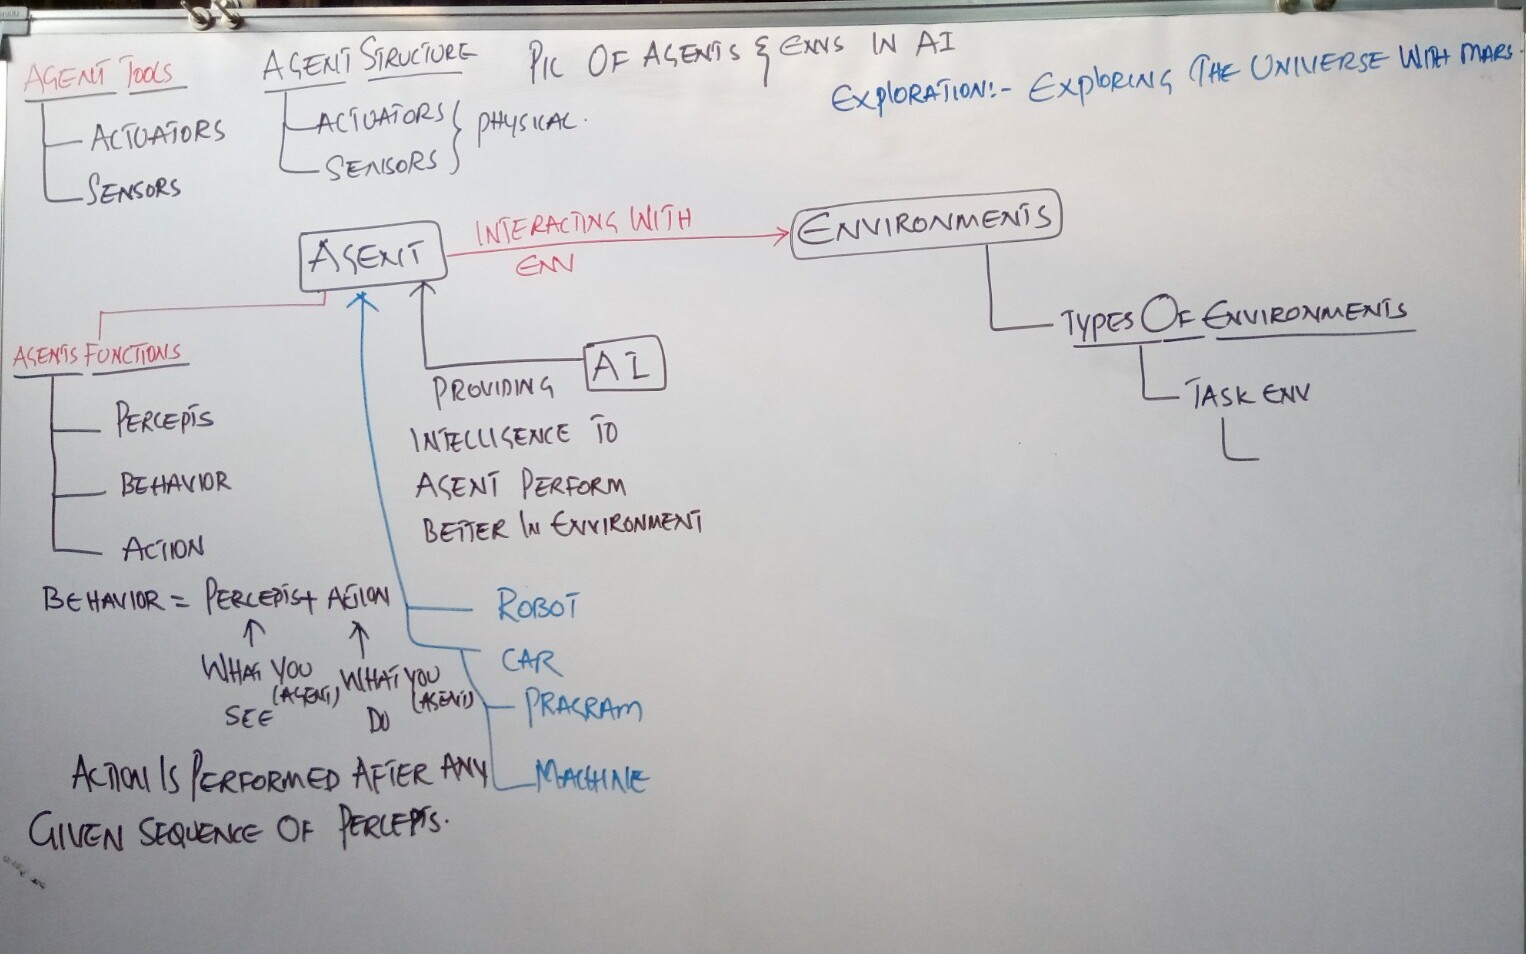 AGENT TOOLS
ACTUATORS
SENSORS
AGENT STRUCTURE
ACTUATORS
SENSORS
PHYSICAL.
PIC OF AGENTS & ENVS IN AI
EXPLORATION:- EXPLORING THE UNIVERSE WITH MARS.
AGENT
INTERACTING WITH
ENV
ENVIRONMENTS
TYPES OF ENVIRONMENTS
TASK ENV
AGENTS FUNCTIONS
PERCEPTS
BEHAVIOR
ACTION
AI
PROVIDING
INTELLIGENCE TO
AGENT PERFORM
BETTER IN ENVIRONMENT
BEHAVIOR = PERCEPTS+ ACTION
WHAT YOU
(AGENT)
SEE
WHAT YOU
(AGENT)
DO
ROBOT
CAR
PRAGRAM
MACHINE
ACTION IS PERFORMED AFTER ANY
GIVEN SEQUENCE OF PERCEPTS.